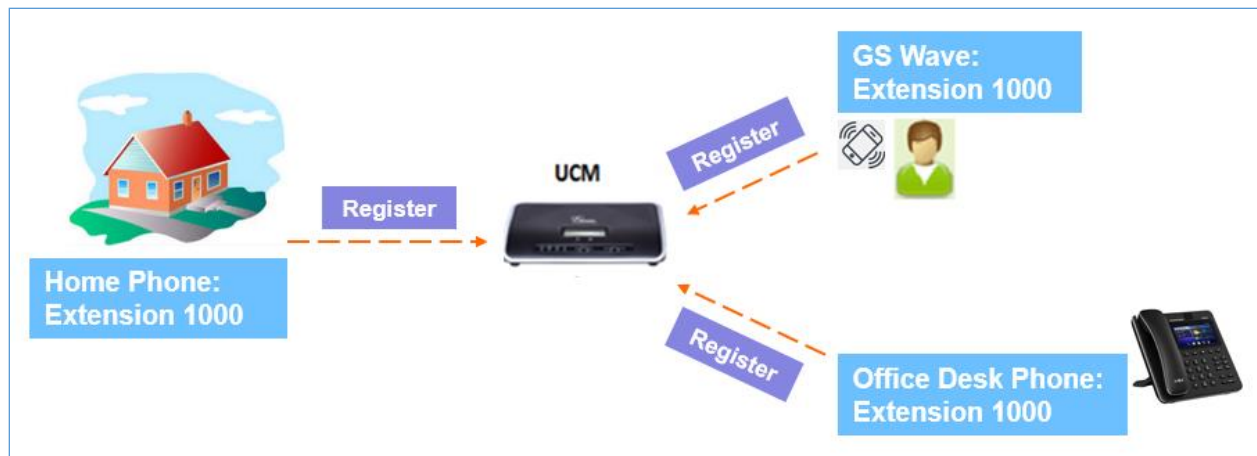 GS Wave:
Extension 1000
Register
UCM
Register
Home Phone:
Extension 1000
Register
Office Desk Phone:
Extension 1000